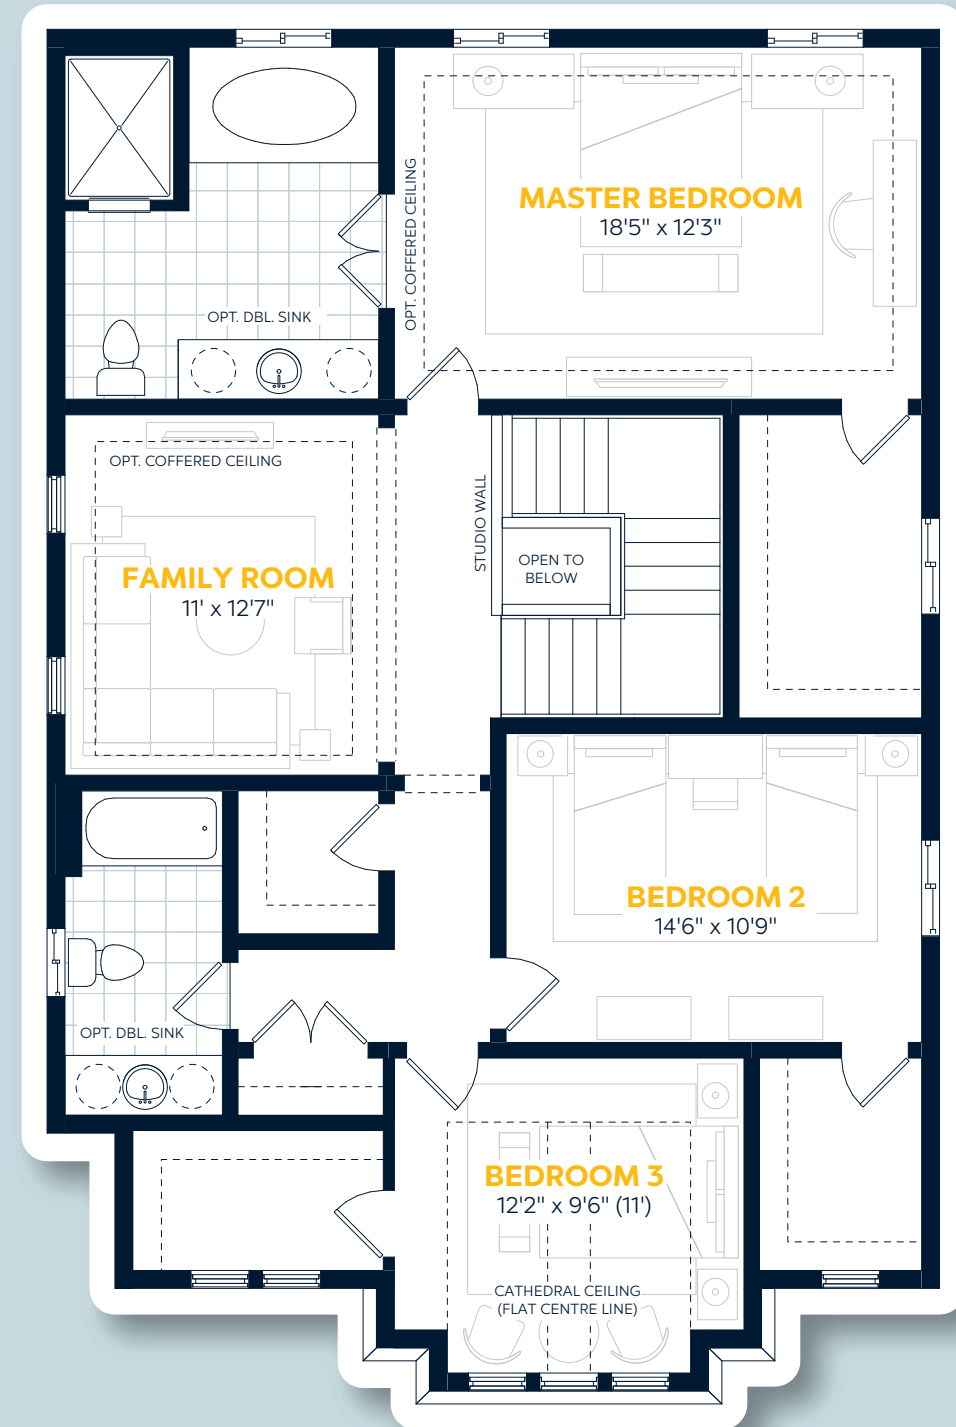 MASTER BEDROOM
18'5" x 12'3"
OPT. COFFERED CEILING
OPT. DBL. SINK
OPT. COFFERED CEILING
FAMILY ROOM
11' x 12'7"
STUDIO WALL
OPEN TO
BELOW
BEDROOM 2
14'6" x 10'9"
OPT. DBL. SINK
BEDROOM 3
12'2" x 9'6" (11')
CATHEDRAL CEILING
(FLAT CENTRE LINE)